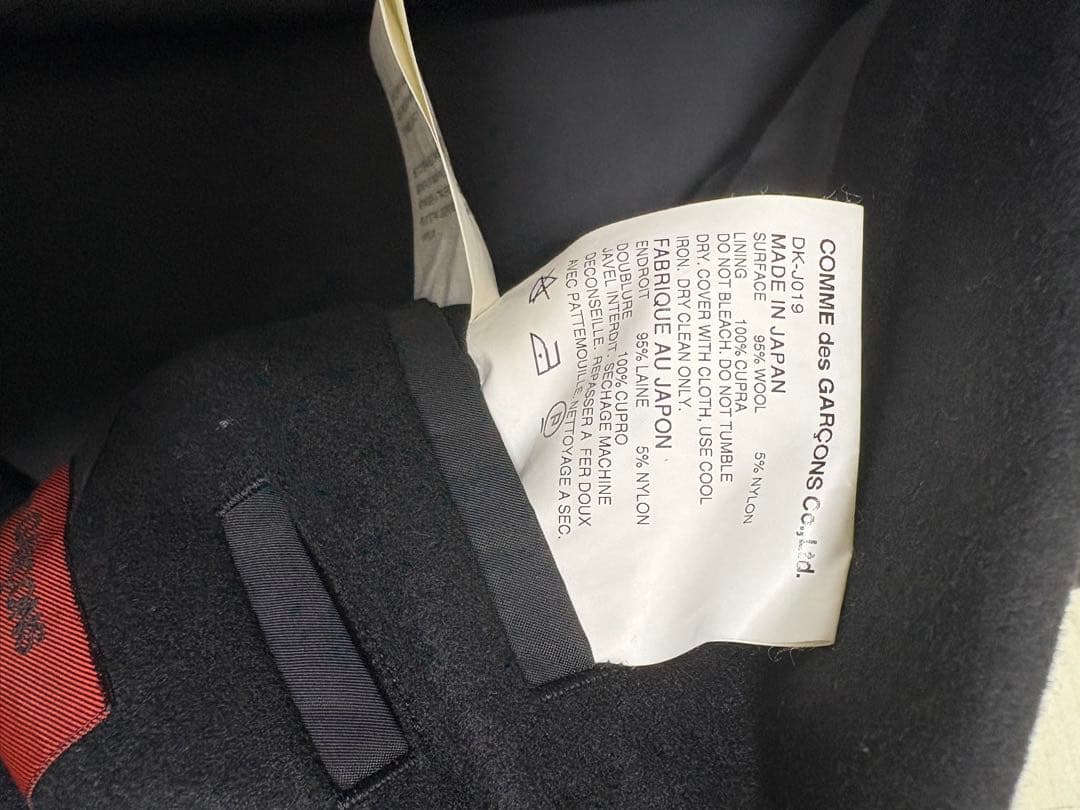 COMME des GARÇONS Co.,Ltd.
DK-J019
MADE IN JAPAN
SURFACE 95% WOOL 5% NYLON
LINING 100% CUPRA
DO NOT BLEACH. DO NOT TUMBLE
DRY. COVER WITH CLOTH, USE COOL
IRON. DRY CLEAN ONLY.
FABRIQUE AU JAPON
ENDROIT 95% LAINE 5% NYLON
DOUBLURE 100% CUPRO
JAVEL INTERDIT. SECHAGE MACHINE
DECONSEILLE. REPASSER A FER DOUX
AVEC PATTEMOUILLE, NETTOYAGE A SEC.
P